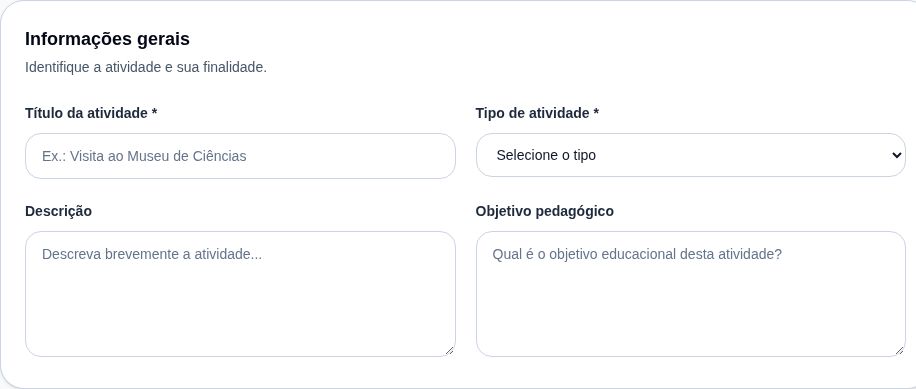 Informações gerais
Identifique a atividade e sua finalidade.
Título da atividade *
Tipo de atividade *
Ex.: Visita ao Museu de Ciências
Selecione o tipo
Descrição
Objetivo pedagógico
Descreva brevemente a atividade...
Qual é o objetivo educacional desta atividade?